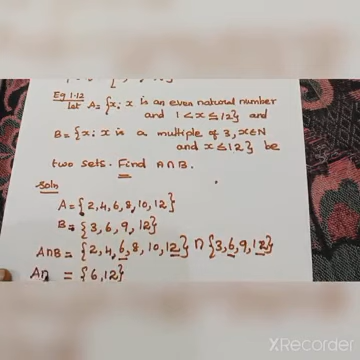 Eg 1.12
Let A = {x; x is an even natural number
and 1 < x ≤ 12} and
B = {x; x is a multiple of 3, x∈N
and x ≤ 12} be
two sets. Find A∩B.
Soln
A = {2, 4, 6, 8, 10, 12}
B = {3, 6, 9, 12}
A∩B = {2, 4, 6, 8, 10, 12} ∩ {3, 6, 9, 12}
A∩ = {6, 12}
XRecorder